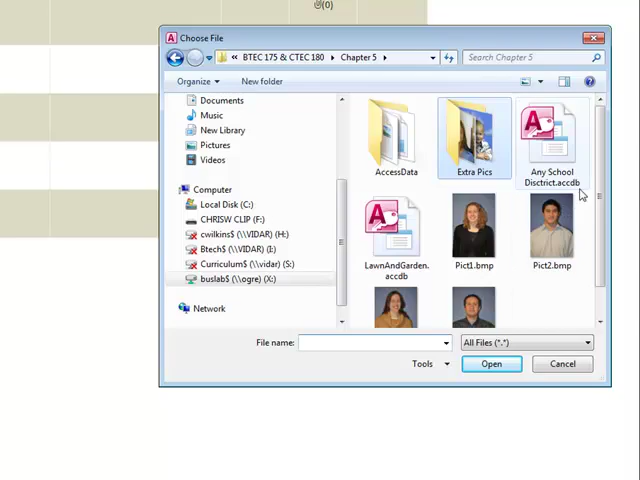 (0)
Choose File
« BTEC 175 & CTEC 180 Chapter 5
Search Chapter 5
Organize
New folder
Documents
Music
New Library
Pictures
Videos
Computer
Local Disk (C:)
CHRISW CLIP (F:)
cwilkins$ (\\VIDAR) (H:)
Btech$ (\\VIDAR) (I:)
Curriculum$ (\\vidar) (S:)
buslab$ (\\ogre) (X:)
Network
AccessData
Extra Pics
Any School
Disctrict.accdb
LawnAndGarden.
accdb
Pict1.bmp
Pict2.bmp
File name:
All Files (*.*)
Tools
Open
Cancel